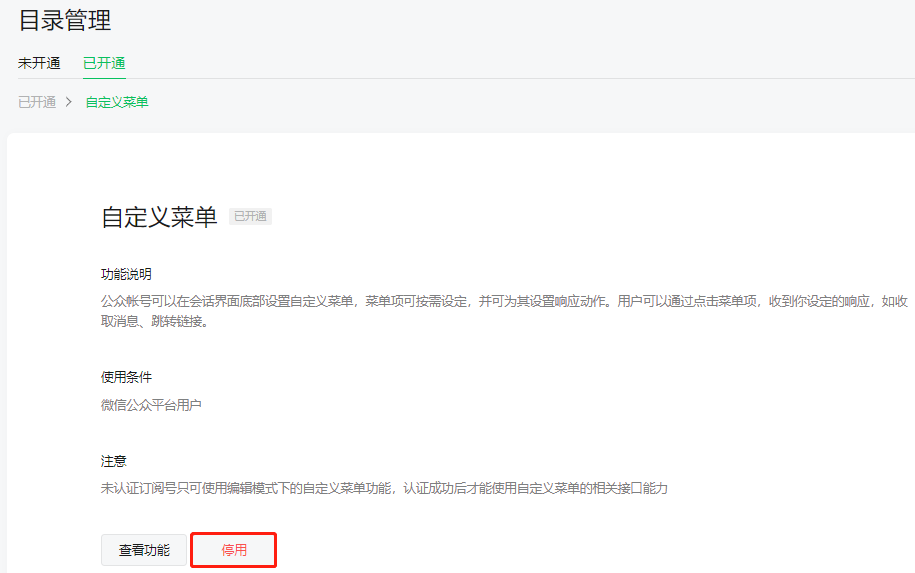 目录管理
未开通 已开通
已开通 > 自定义菜单
自定义菜单 已开通
功能说明
公众帐号可以在会话界面底部设置自定义菜单，菜单项可按需设定，并可为其设置响应动作。用户可以通过点击菜单项，收到你设定的响应，如收
取消息、跳转链接。
使用条件
微信公众平台用户
注意
未认证订阅号只可使用编辑模式下的自定义菜单功能，认证成功后才能使用自定义菜单的相关接口能力
查看功能 停用